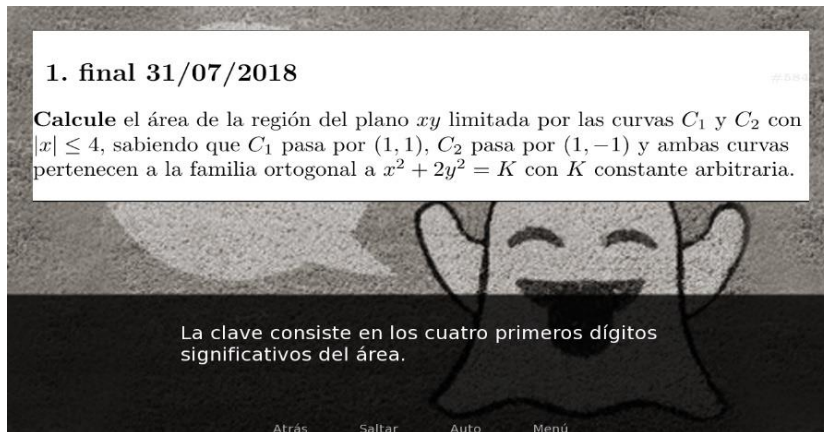 1. final 31/07/2018
#584
Calcule el área de la región del plano xy limitada por las curvas C₁ y C₂ con
|x| ≤ 4, sabiendo que C₁ pasa por (1, 1), C₂ pasa por (1, −1) y ambas curvas
pertenecen a la familia ortogonal a x² + 2y² = K con K constante arbitraria.
La clave consiste en los cuatro primeros dígitos
significativos del área.
Atrás Saltar Auto Menú